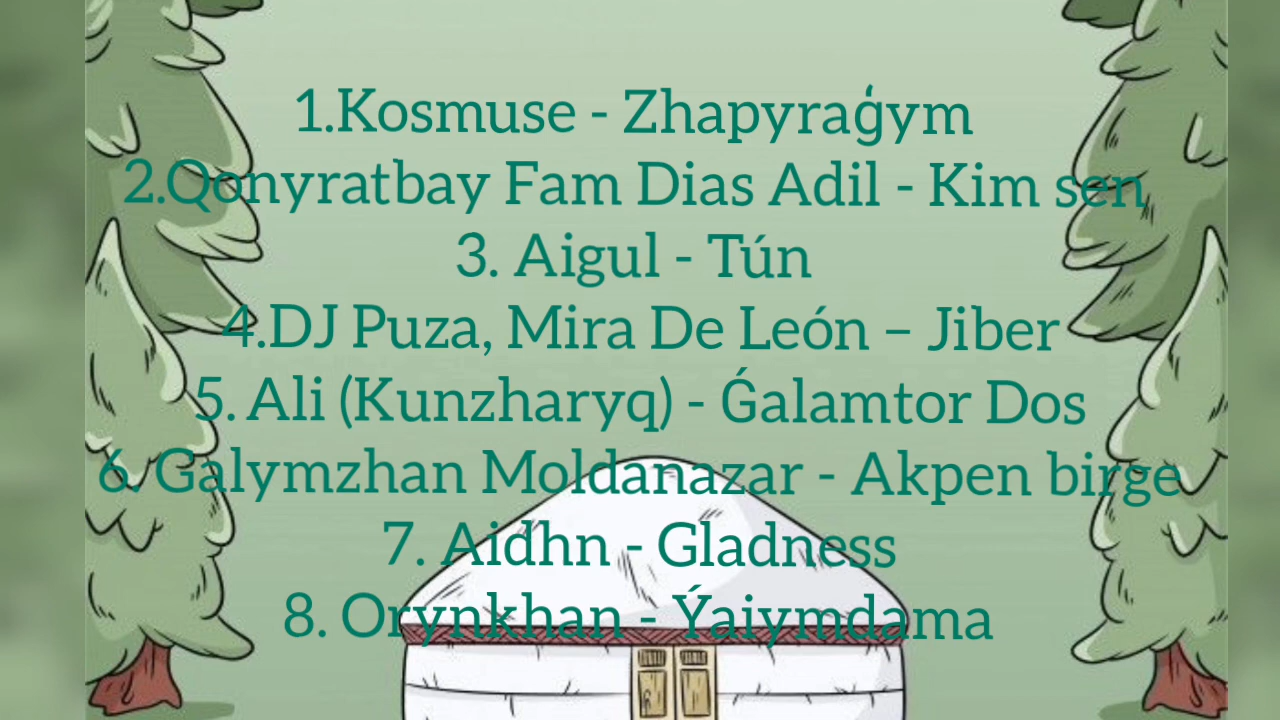 1.Kosmuse - Zhapyraǵym
2.Qonyratbay Fam Dias Adil - Kim sen
3. Aigul - Tún
4.DJ Puza, Mira De León – Jiber
5. Ali (Kunzharyq) - Ǵalamtor Dos
6. Galymzhan Moldanazar - Akpen birge
7. Aidhn - Gladness
8. Orynkhan - Ýaiymdama